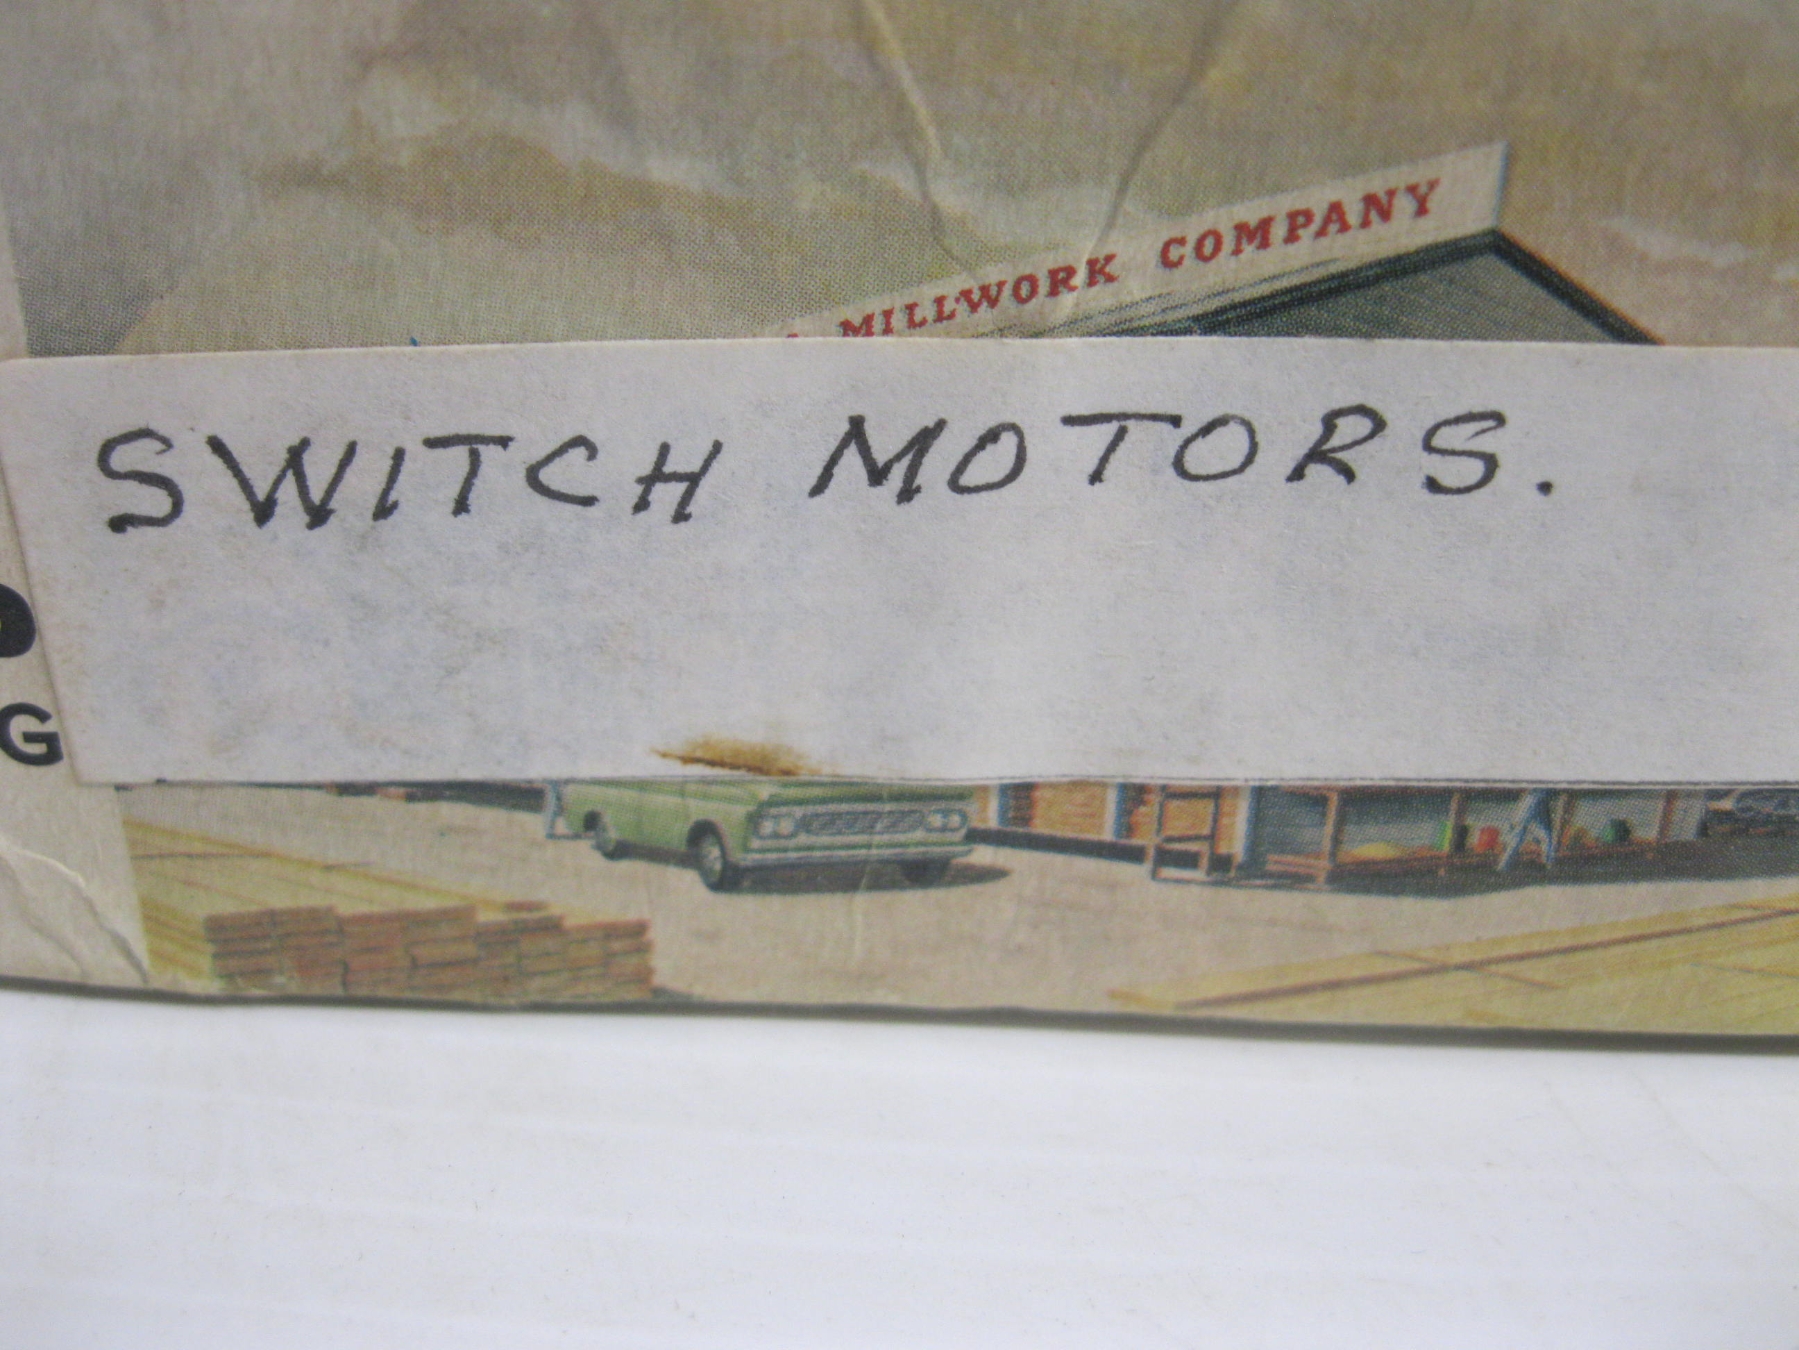 MILLWORK COMPANY
SWITCH MOTORS.
G